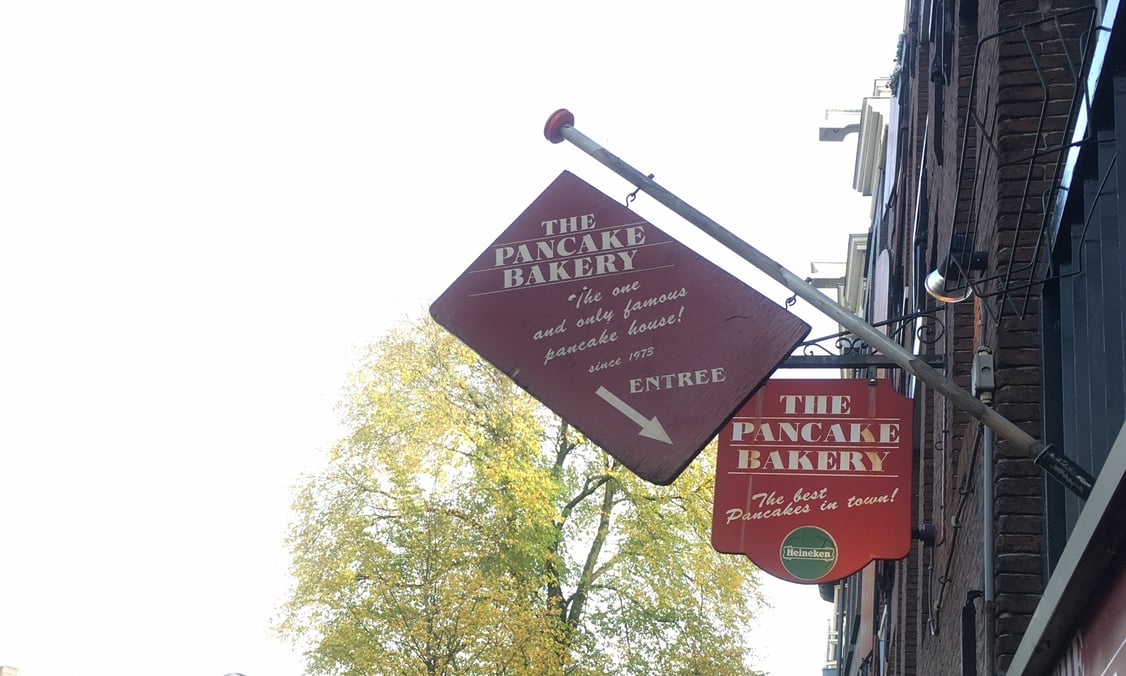 THE
PANCAKE
BAKERY
"The one
and only famous
pancake house!
since 1973
ENTREE
THE
PANCAKE
BAKERY
The best
Pancakes in town!
Heineken